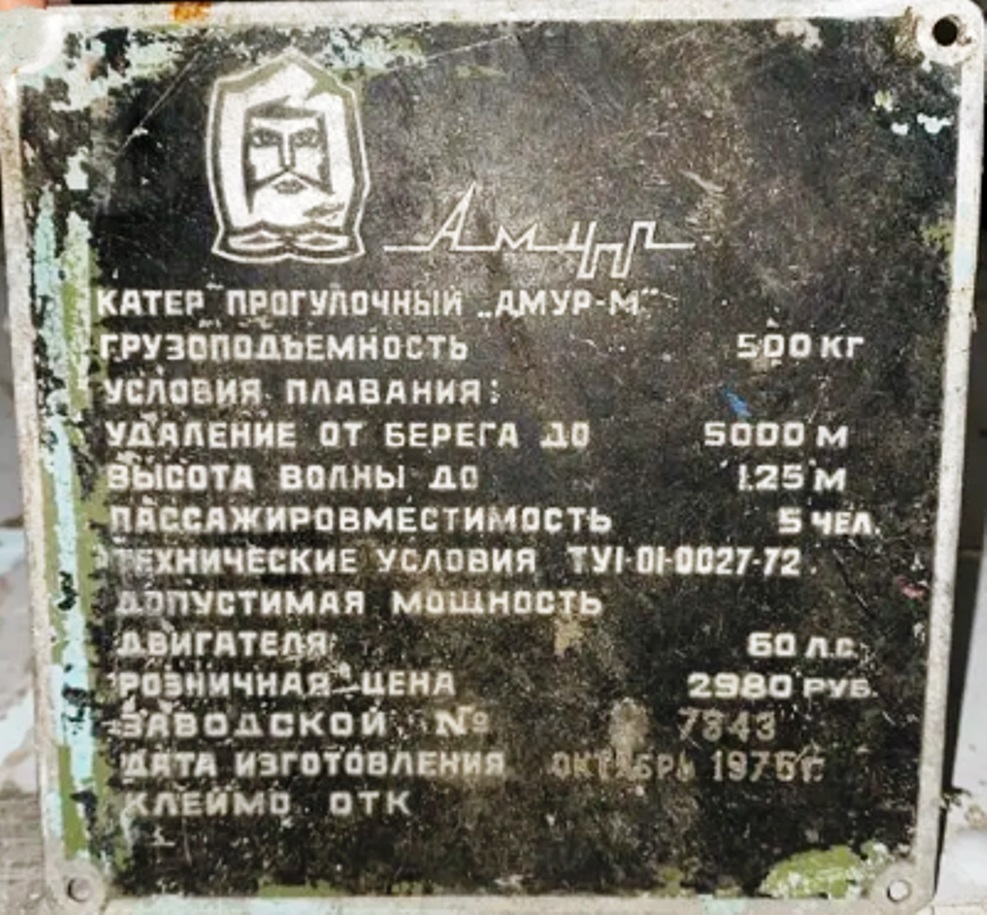 Амур
КАТЕР ПРОГУЛОЧНЫЙ „АМУР-М"
ГРУЗОПОДЪЕМНОСТЬ 500 КГ
УСЛОВИЯ ПЛАВАНИЯ:
УДАЛЕНИЕ ОТ БЕРЕГА ДО 5000 М
ВЫСОТА ВОЛНЫ ДО 1.25 М
ПАССАЖИРОВМЕСТИМОСТЬ 5 ЧЕЛ.
ТЕХНИЧЕСКИЕ УСЛОВИЯ ТУ1-01-0027-72.
ДОПУСТИМАЯ МОЩНОСТЬ
ДВИГАТЕЛЯ 60 Л.С.
РОЗНИЧНАЯ ЦЕНА 2980 РУБ.
ЗАВОДСКОЙ № 7843
ДАТА ИЗГОТОВЛЕНИЯ ОКТЯБРЬ
КЛЕЙМО ОТК